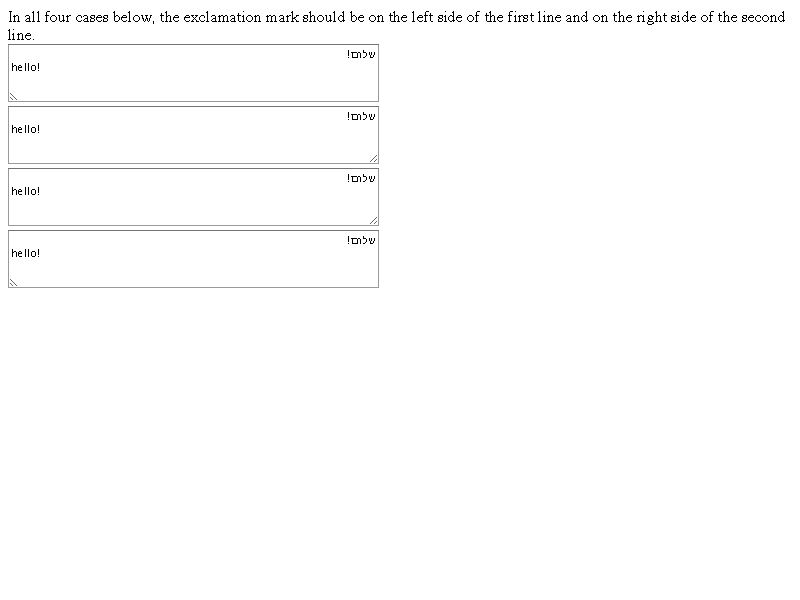 In all four cases below, the exclamation mark should be on the left side of the first line and on the right side of the second
line.
שלום!
hello!
שלום!
hello!
שלום!
hello!
שלום!
hello!